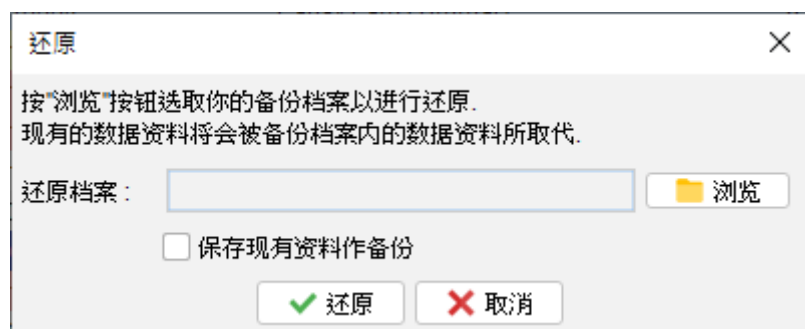 还原
按"浏览"按钮选取你的备份档案以进行还原.
现有的数据资料将会被备份档案内的数据资料所取代.
还原档案 : 浏览
保存现有资料作备份
还原 取消